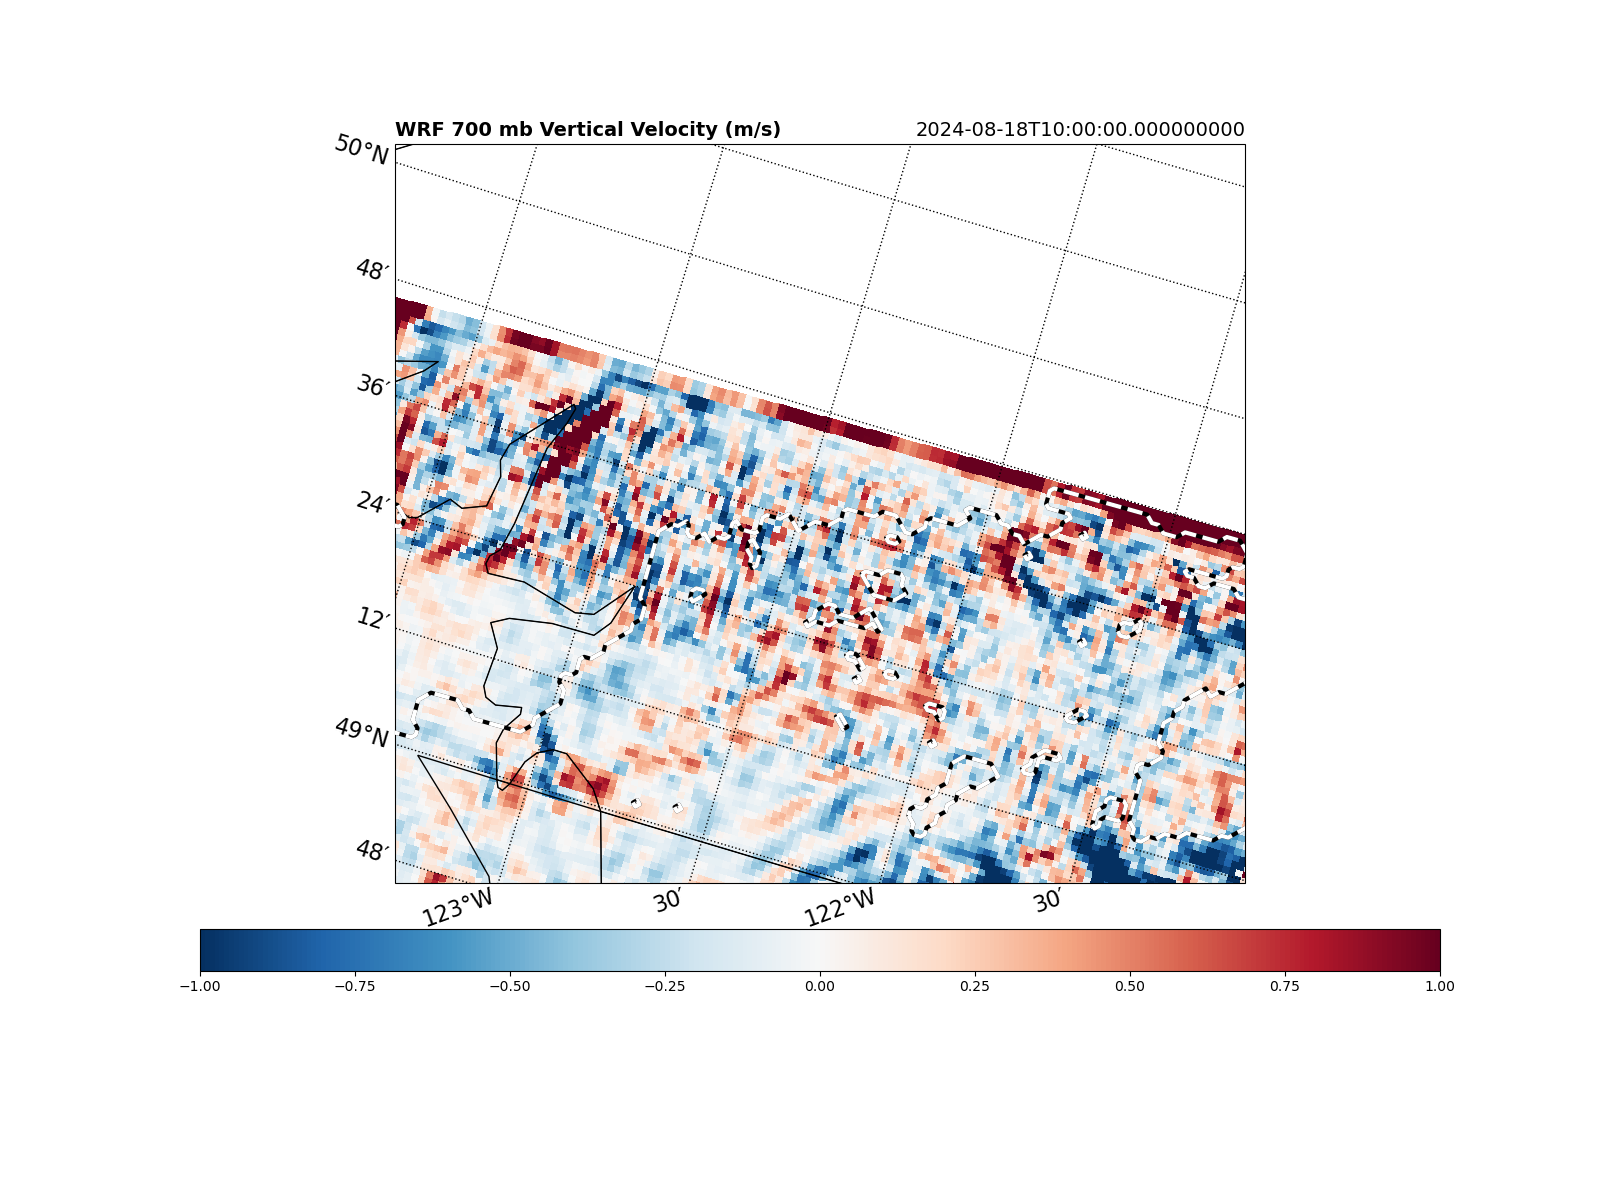 WRF 700 mb Vertical Velocity (m/s) 2024-08-18T10:00:00.000000000
50°N
48′
36′
24′
12′
49°N
48′
123°W 30′ 122°W 30′
−1.00 −0.75 −0.50 −0.25 0.00 0.25 0.50 0.75 1.00